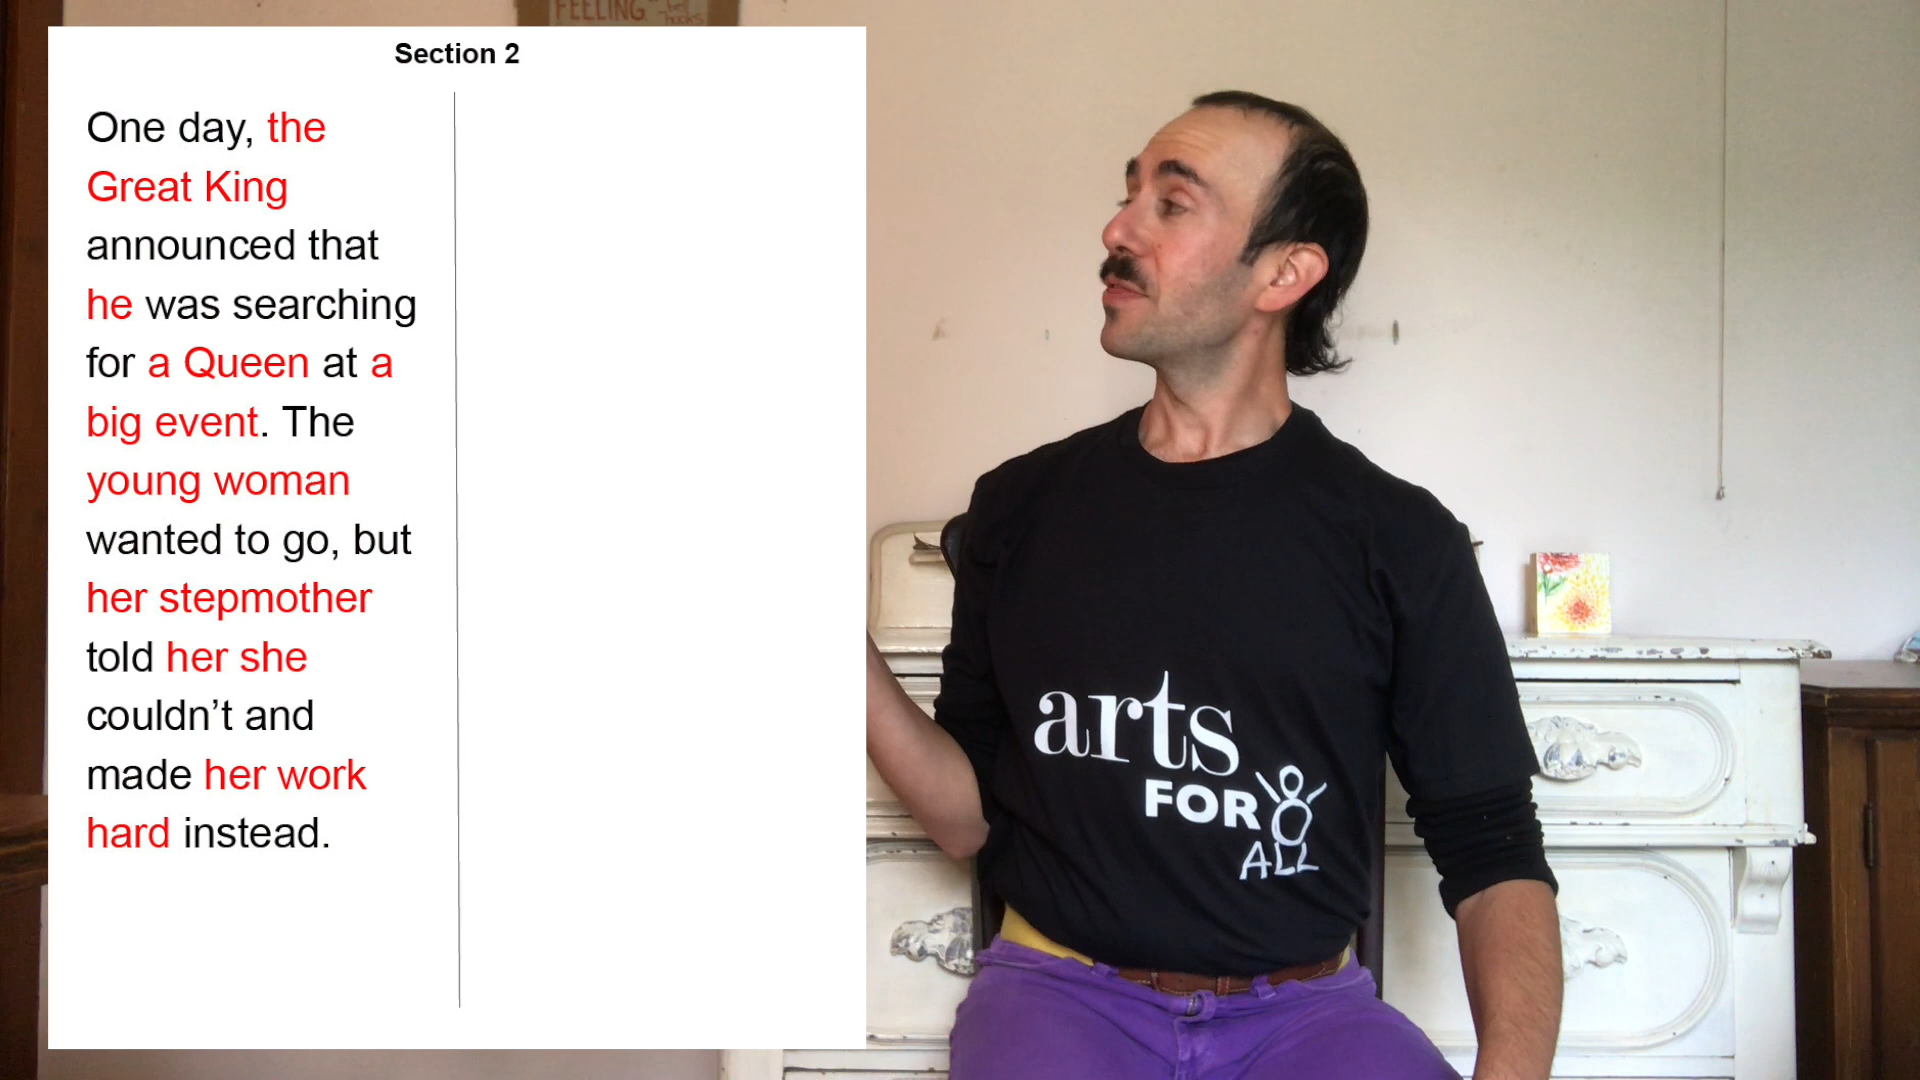 FEELING
Section 2
One day, the
Great King
announced that
he was searching
for a Queen at a
big event. The
young woman
wanted to go, but
her stepmother
told her she
couldn’t and
made her work
hard instead.
arts
FOR
ALL